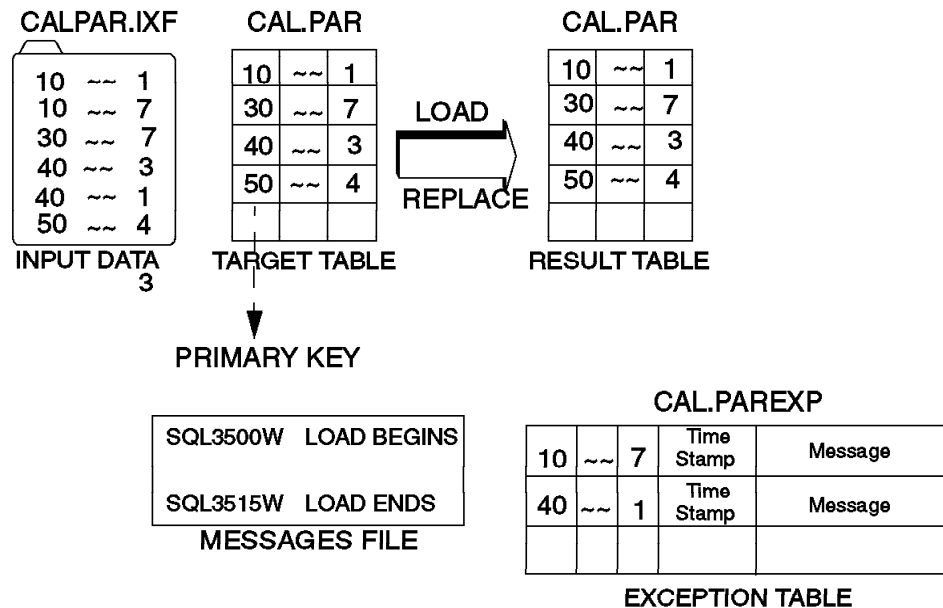 CALPAR.IXF
10 ~~ 1
10 ~~ 7
30 ~~ 7
40 ~~ 3
40 ~~ 1
50 ~~ 4
INPUT DATA
3
CAL.PAR
10 ~~ 1
30 ~~ 7
40 ~~ 3
50 ~~ 4
TARGET TABLE
PRIMARY KEY
LOAD
REPLACE
CAL.PAR
10 ~~ 1
30 ~~ 7
40 ~~ 3
50 ~~ 4
RESULT TABLE
SQL3500W LOAD BEGINS
SQL3515W LOAD ENDS
MESSAGES FILE
CAL.PAREXP
10 ~~ 7 Time Stamp Message
40 ~~ 1 Time Stamp Message
EXCEPTION TABLE